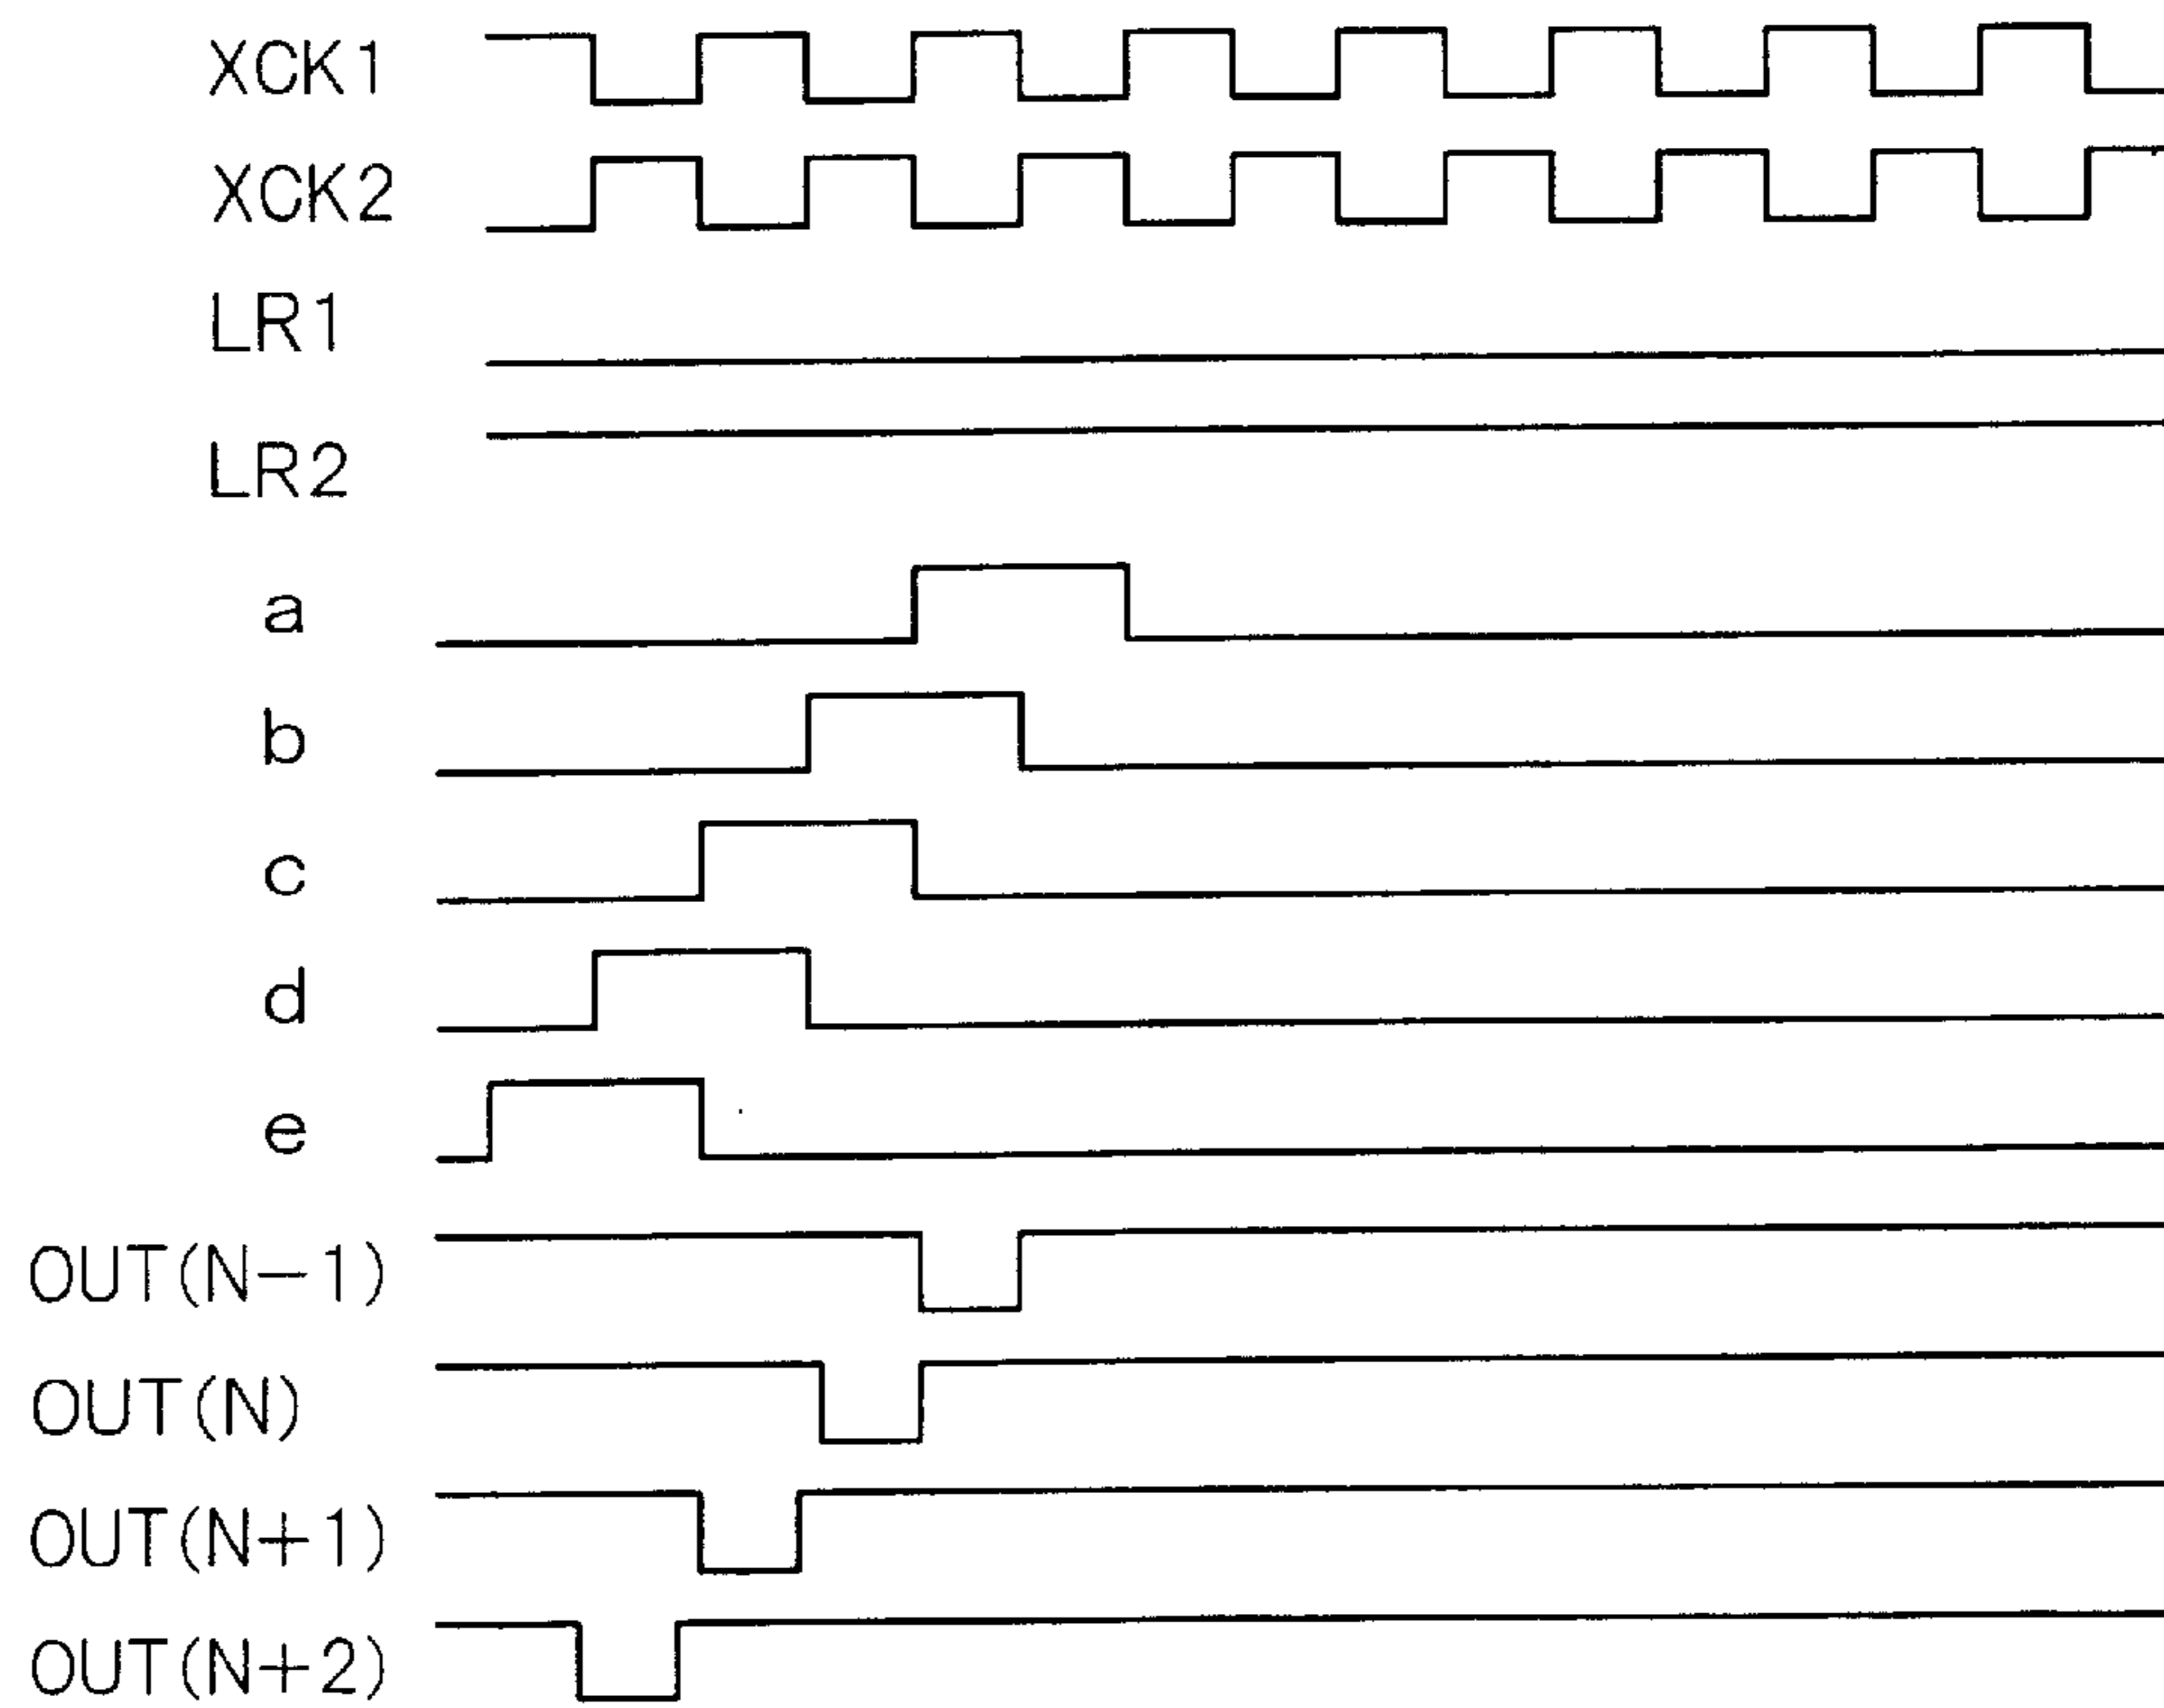 XCK1
XCK2
LR1
LR2
a
b
c
d
e
OUT(N-1)
OUT(N)
OUT(N+1)
OUT(N+2)